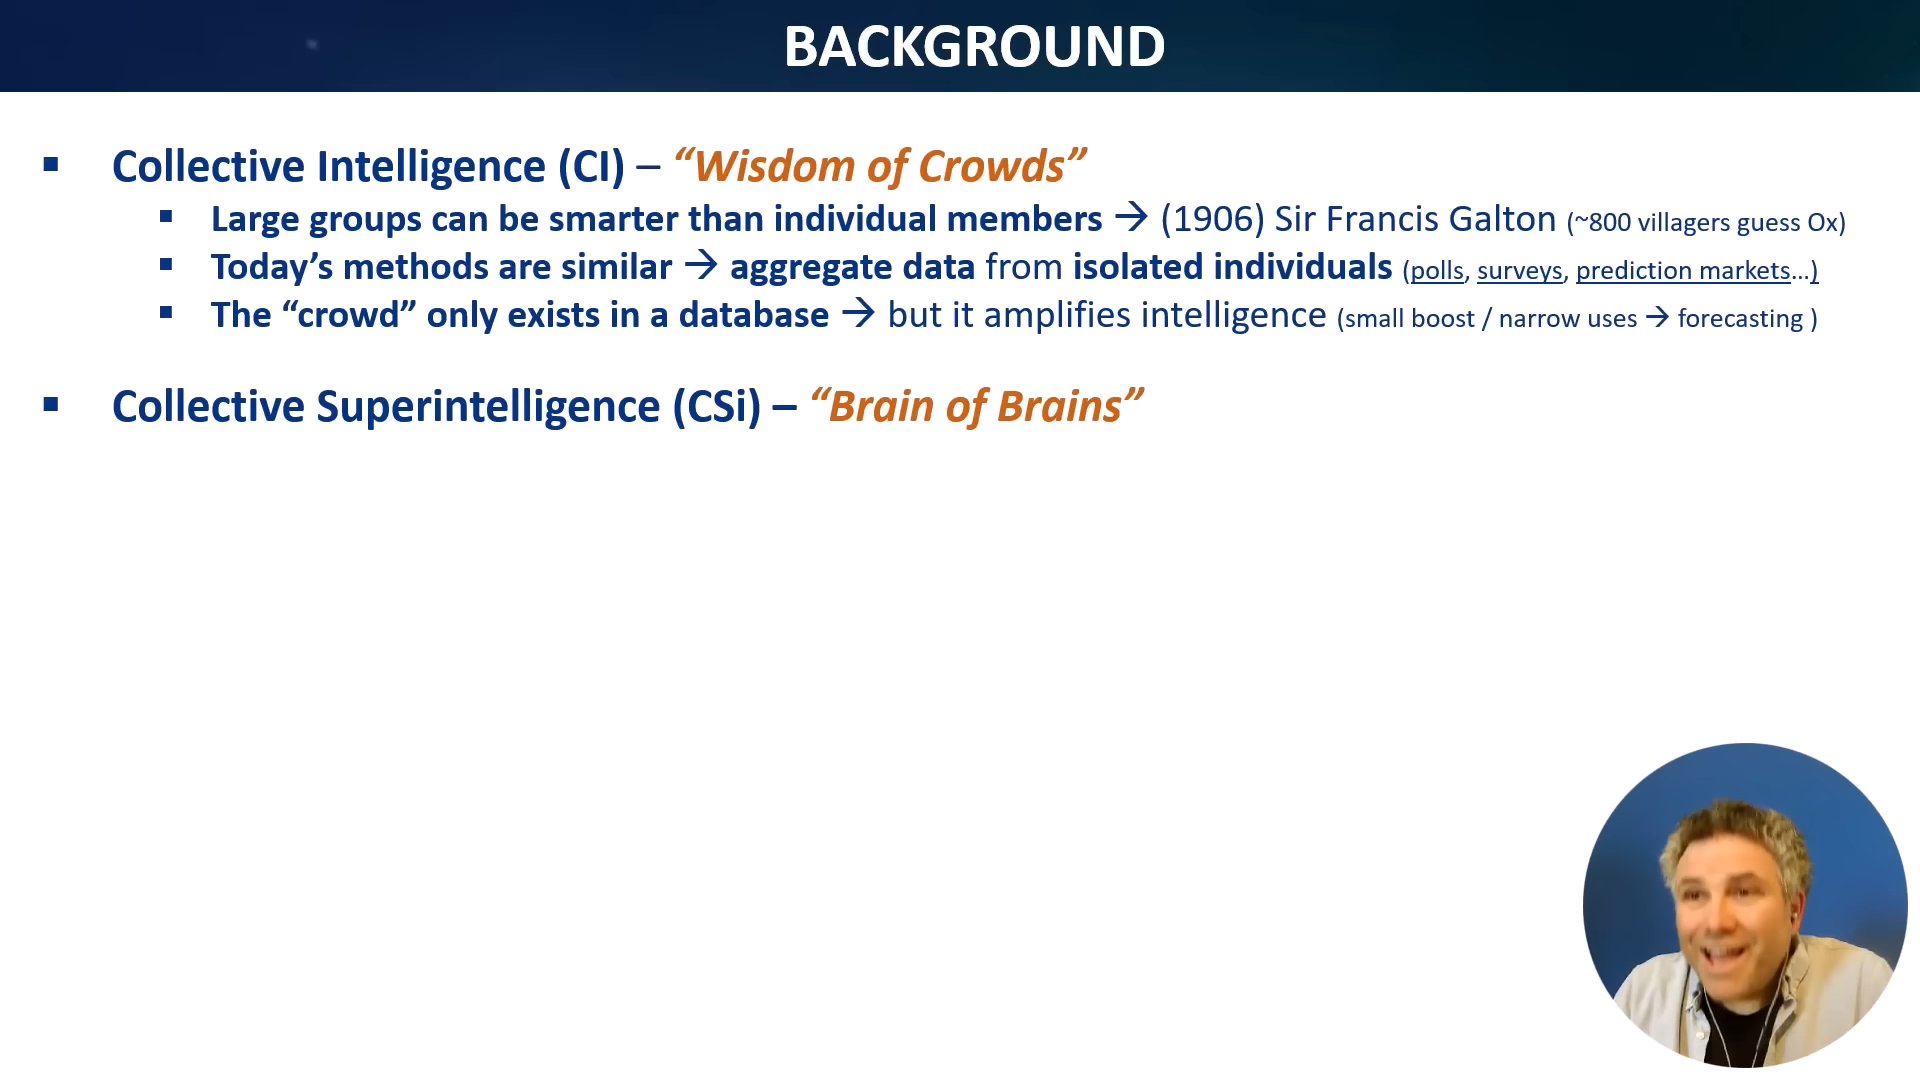 BACKGROUND
▪ Collective Intelligence (CI) – “Wisdom of Crowds”
▪ Large groups can be smarter than individual members → (1906) Sir Francis Galton (~800 villagers guess Ox)
▪ Today’s methods are similar → aggregate data from isolated individuals (polls, surveys, prediction markets…)
▪ The “crowd” only exists in a database → but it amplifies intelligence (small boost / narrow uses → forecasting )
▪ Collective Superintelligence (CSi) – “Brain of Brains”